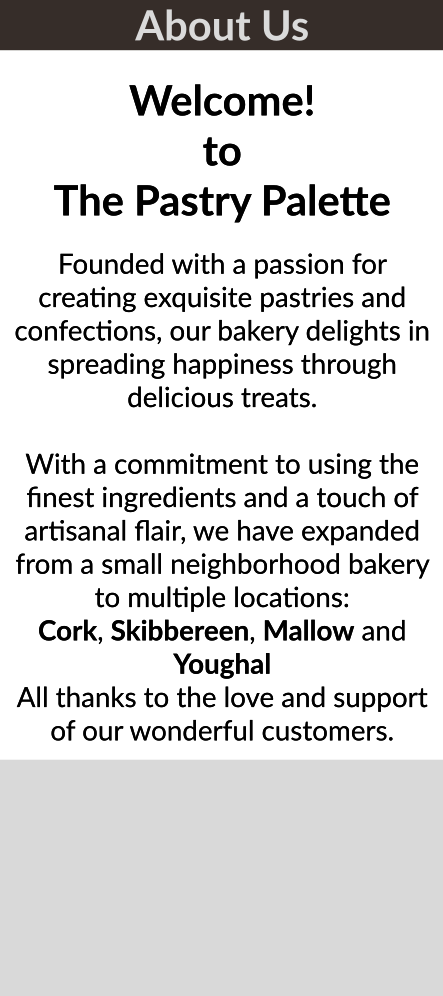 About Us
Welcome!
to
The Pastry Palette
Founded with a passion for
creating exquisite pastries and
confections, our bakery delights in
spreading happiness through
delicious treats.
With a commitment to using the
finest ingredients and a touch of
artisanal flair, we have expanded
from a small neighborhood bakery
to multiple locations:
Cork, Skibbereen, Mallow and
Youghal
All thanks to the love and support
of our wonderful customers.